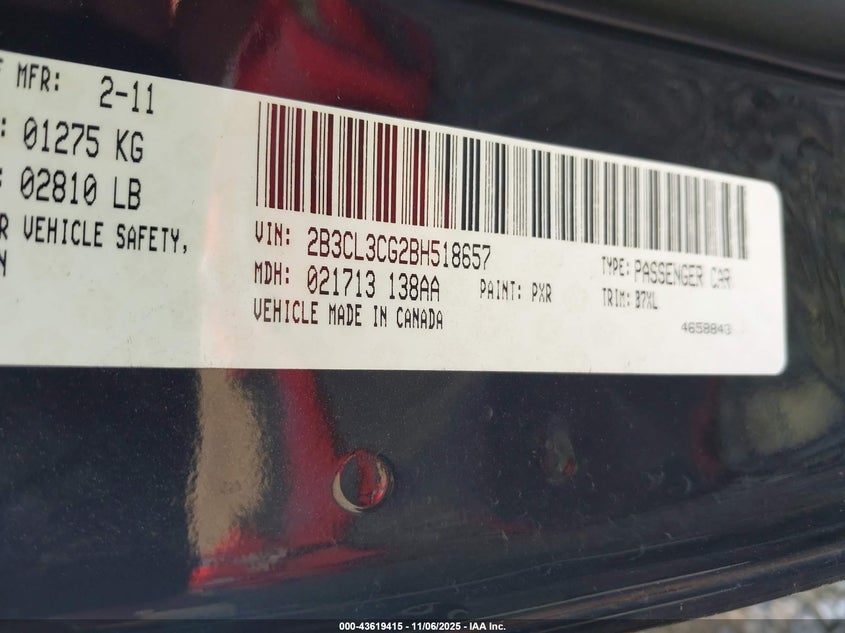 F MFR: 2-11
: 01275 KG
: 02810 LB
R VEHICLE SAFETY,
N
VIN: 2B3CL3CG2BH518657
MDH: 021713 138AA
PAINT: PXR
VEHICLE MADE IN CANADA
TYPE: PASSENGER CAR
TRIM: B7XL
4658843
000-43619415 - 11/06/2025 - IAA Inc.